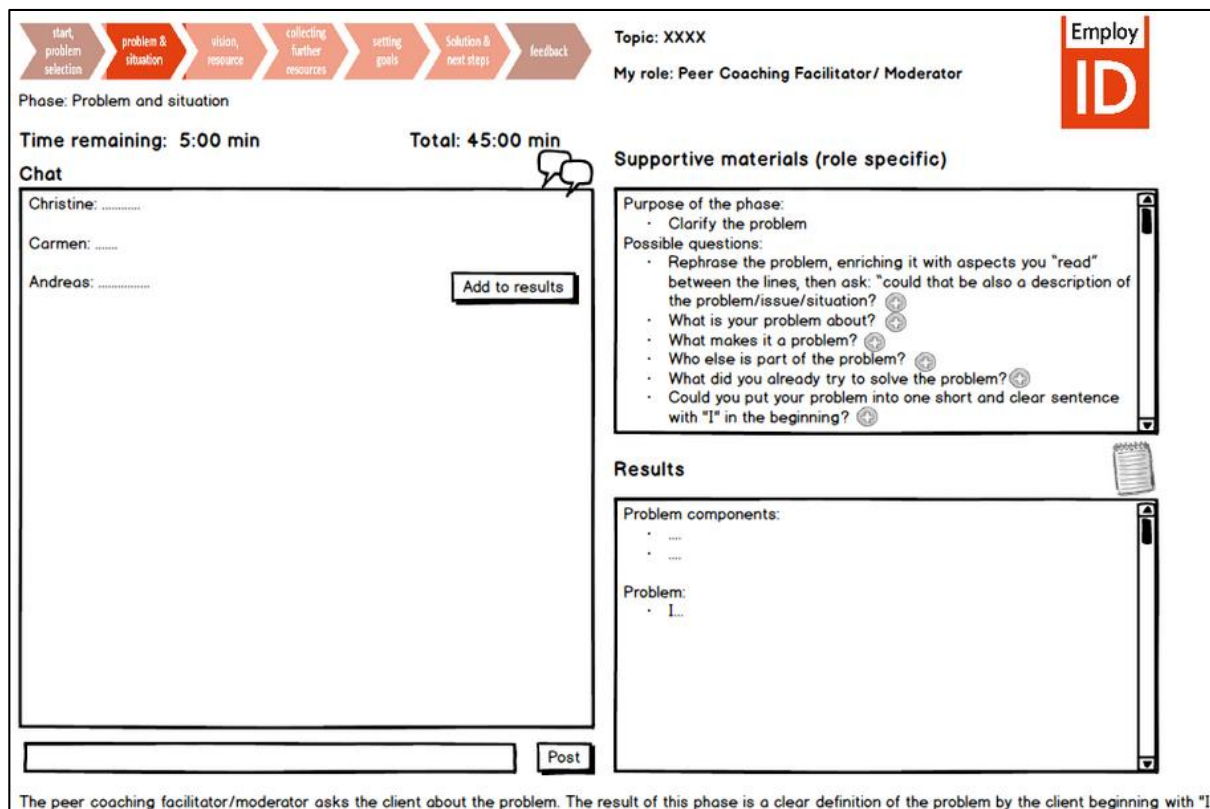 start,
problem
selection
problem &
situation
vision,
resource
collecting
further
resources
setting
goals
Solution &
next steps
feedback
Topic: XXXX
My role: Peer Coaching Facilitator/ Moderator
Employ
ID
Phase: Problem and situation
Time remaining: 5:00 min Total: 45:00 min
Chat
Christine: ............
Carmen: .......
Andreas: ................
Add to results
Post
Supportive materials (role specific)
Purpose of the phase:
· Clarify the problem
Possible questions:
· Rephrase the problem, enriching it with aspects you "read"
between the lines, then ask: "could that be also a description of
the problem/issue/situation?
· What is your problem about?
· What makes it a problem?
· Who else is part of the problem?
· What did you already try to solve the problem?
· Could you put your problem into one short and clear sentence
with "I" in the beginning?
Results
Problem components:
· ....
· ....
Problem:
· I...
The peer coaching facilitator/moderator asks the client about the problem. The result of this phase is a clear definition of the problem by the client beginning with "I